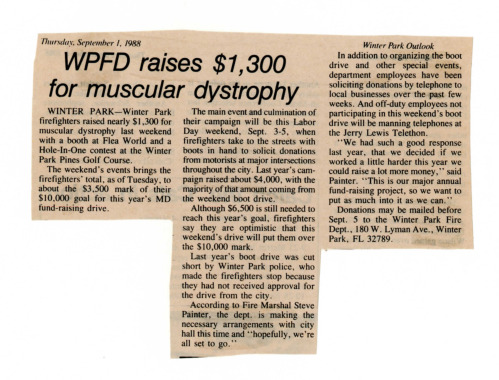 Thursday, September 1, 1988
Winter Park Outlook
WPFD raises $1,300
for muscular dystrophy
WINTER PARK—Winter Park
firefighters raised nearly $1,300 for
muscular dystrophy last weekend
with a booth at Flea World and a
Hole-In-One contest at the Winter
Park Pines Golf Course.
The weekend's events brings the
firefighters' total, as of Tuesday, to
about the $3,500 mark of their
$10,000 goal for this year's MD
fund-raising drive.
The main event and culmination of
their campaign will be this Labor
Day weekend, Sept. 3-5, when
firefighters take to the streets with
boots in hand to solicit donations
from motorists at major intersections
throughout the city. Last year's cam-
paign raised about $4,000, with the
majority of that amount coming from
the weekend boot drive.
Although $6,500 is still needed to
reach this year's goal, firefighters
say they are optimistic that this
weekend's drive will put them over
the $10,000 mark.
Last year's boot drive was cut
short by Winter Park police, who
made the firefighters stop because
they had not received approval for
the drive from the city.
According to Fire Marshal Steve
Painter, the dept. is making the
necessary arrangements with city
hall this time and "hopefully, we're
all set to go."
In addition to organizing the boot
drive and other special events,
department employees have been
soliciting donations by telephone to
local businesses over the past few
weeks. And off-duty employees not
participating in this weekend's boot
drive will be manning telephones at
the Jerry Lewis Telethon.
"We had such a good response
last year, that we decided if we
worked a little harder this year we
could raise a lot more money," said
Painter. "This is our major annual
fund-raising project, so we want to
put as much into it as we can."
Donations may be mailed before
Sept. 5 to the Winter Park Fire
Dept., 180 W. Lyman Ave., Winter
Park, FL 32789.